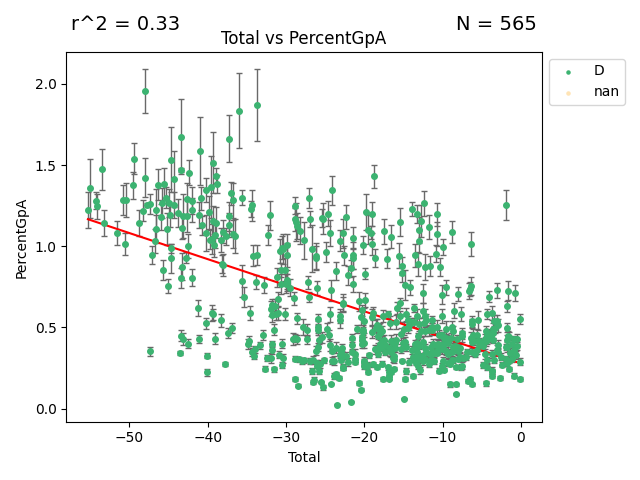 r^2 = 0.33
N = 565
Total vs PercentGpA
D
nan
PercentGpA
2.0
1.5
1.0
0.5
0.0
−50
−40
−30
−20
−10
0
Total